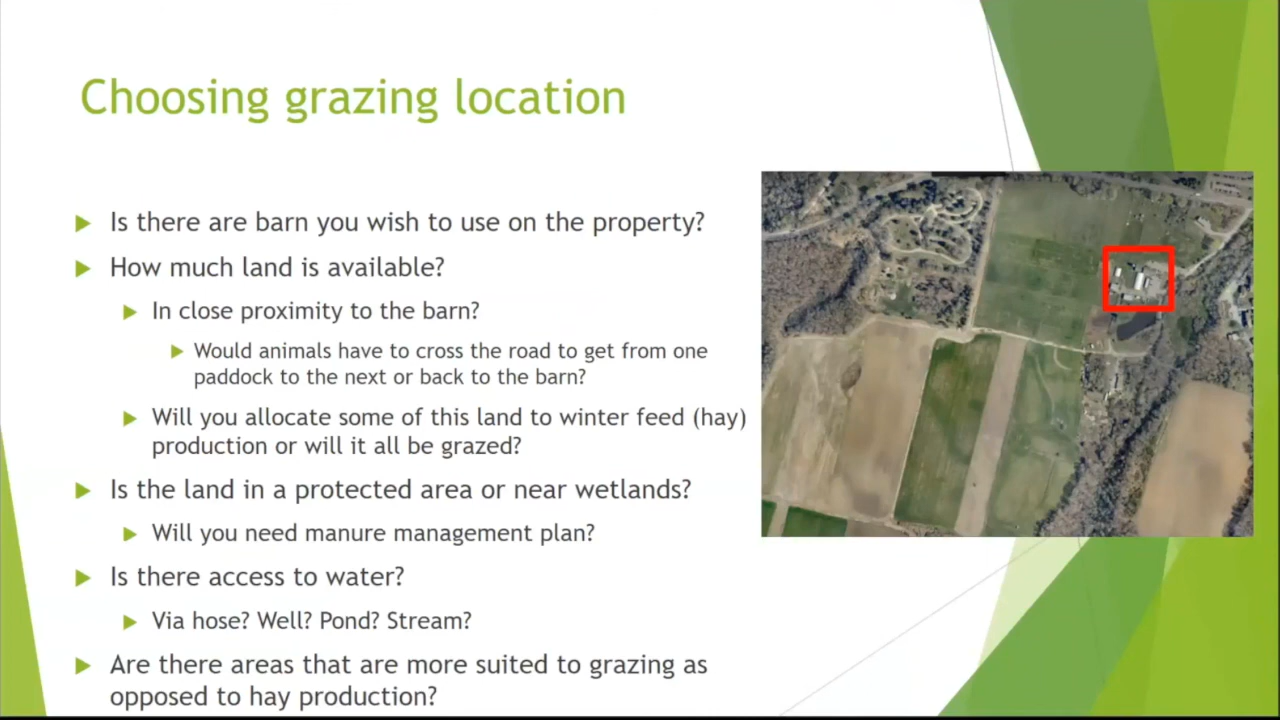 Choosing grazing location
Is there are barn you wish to use on the property?
How much land is available?
In close proximity to the barn?
Would animals have to cross the road to get from one
paddock to the next or back to the barn?
Will you allocate some of this land to winter feed (hay)
production or will it all be grazed?
Is the land in a protected area or near wetlands?
Will you need manure management plan?
Is there access to water?
Via hose? Well? Pond? Stream?
Are there areas that are more suited to grazing as
opposed to hay production?